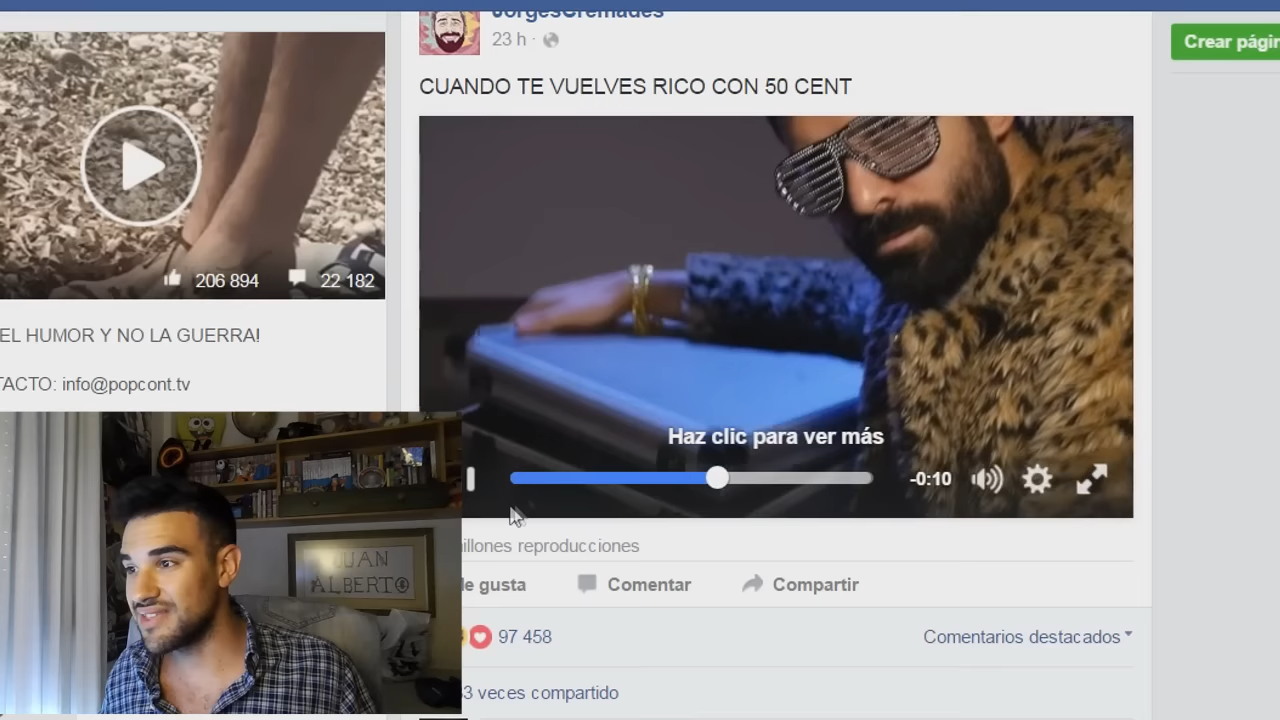 JorgesCremades
23 h ·
Crear págin
CUANDO TE VUELVES RICO CON 50 CENT
206 894
22 182
EL HUMOR Y NO LA GUERRA!
TACTO: info@popcont.tv
Haz clic para ver más
-0:10
illones reproducciones
le gusta
Comentar
Compartir
97 458
Comentarios destacados
3 veces compartido
JUAN
ALBERTO